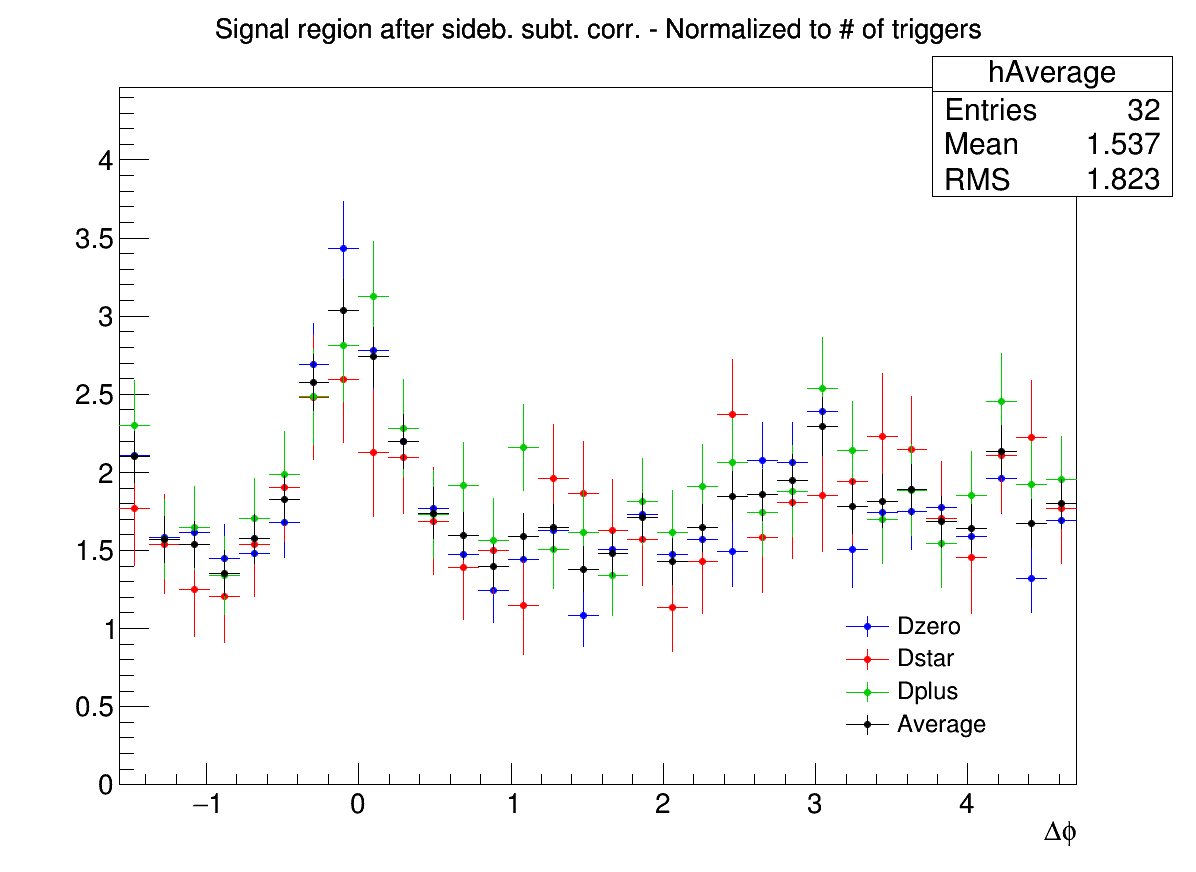 Signal region after sideb. subt. corr. - Normalized to # of triggers
hAverage
Entries 32
Mean 1.537
RMS 1.823
4
3.5
3
2.5
2
1.5
1
0.5
0
Dzero
Dstar
Dplus
Average
−1 0 1 2 3 4
Δϕ